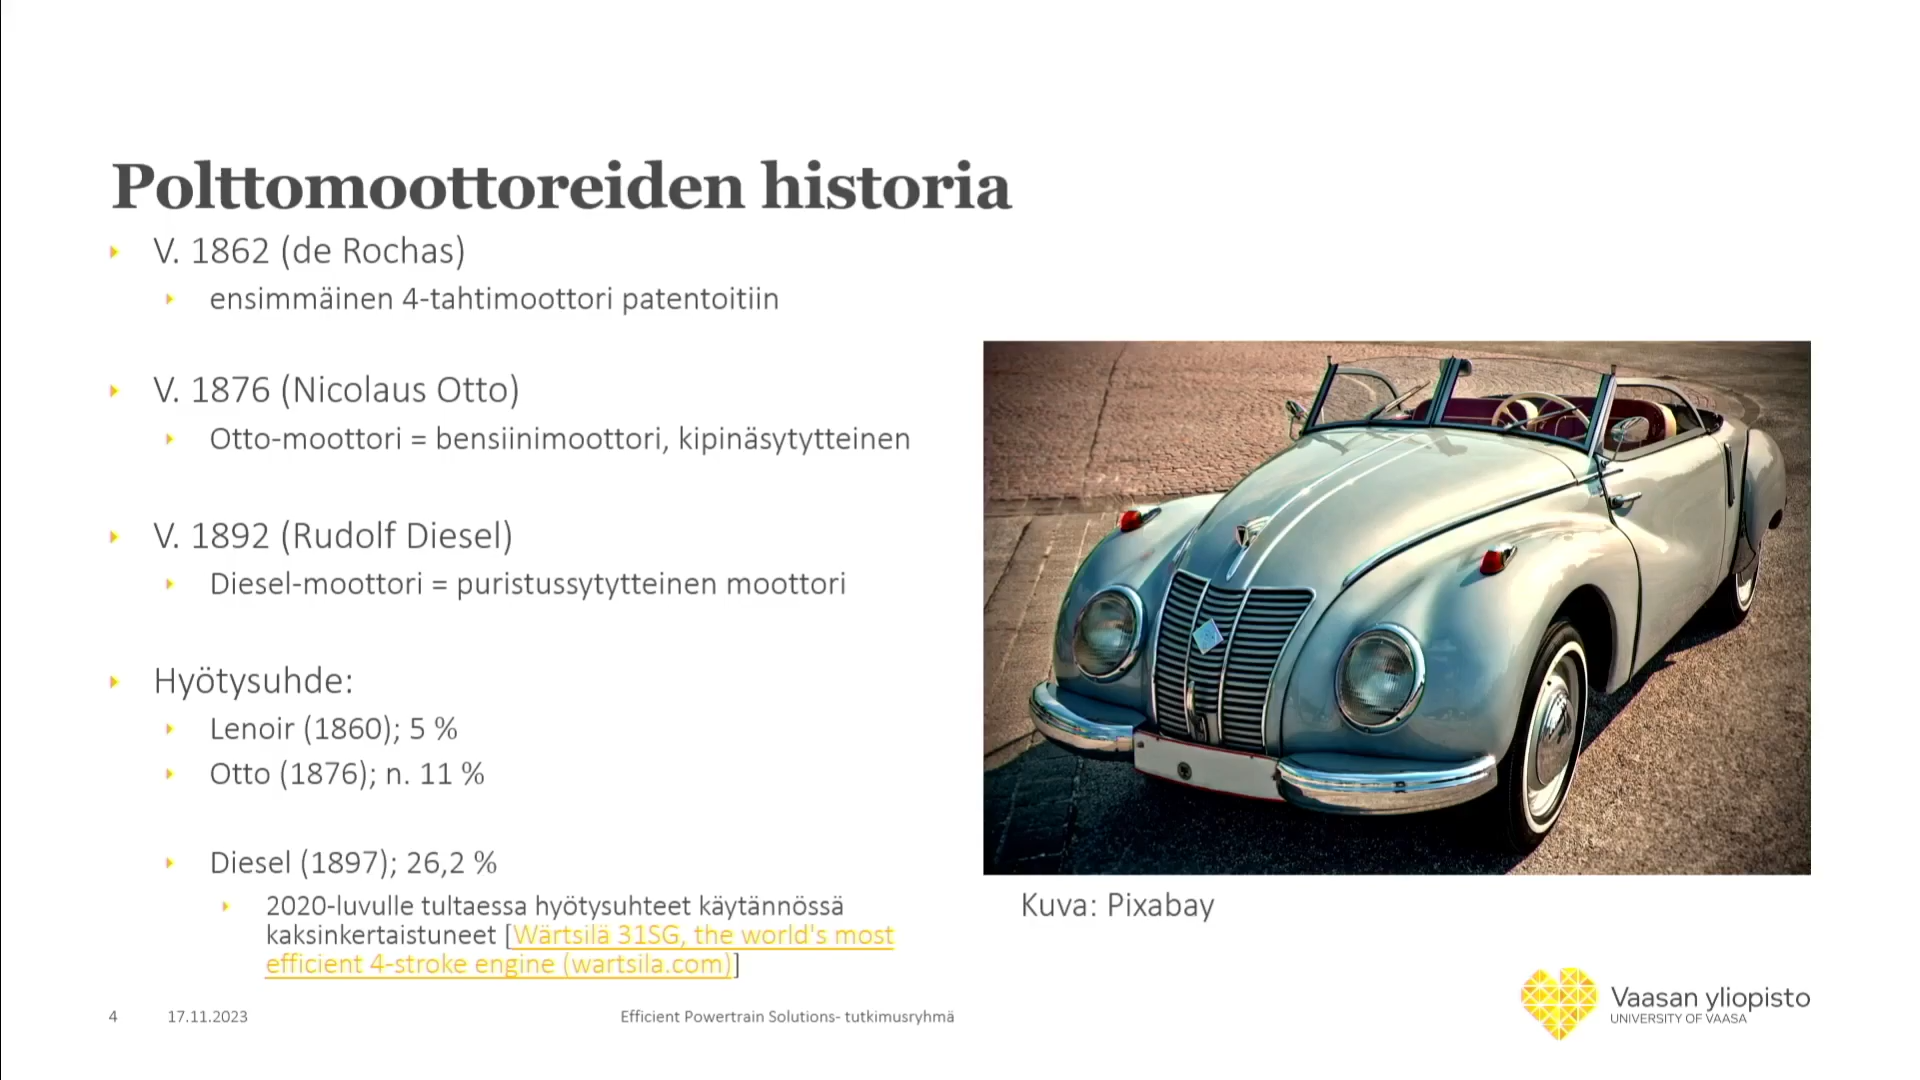 Polttomoottoreiden historia
V. 1862 (de Rochas)
ensimmäinen 4-tahtimoottori patentoitiin
V. 1876 (Nicolaus Otto)
Otto-moottori = bensiinimoottori, kipinäsytytteinen
V. 1892 (Rudolf Diesel)
Diesel-moottori = puristussytytteinen moottori
Hyötysuhde:
Lenoir (1860); 5 %
Otto (1876); n. 11 %
Diesel (1897); 26,2 %
2020-luvulle tultaessa hyötysuhteet käytännössä
kaksinkertaistuneet [Wärtsilä 31SG, the world's most
efficient 4-stroke engine (wartsila.com)]
Kuva: Pixabay
4
17.11.2023
Efficient Powertrain Solutions- tutkimusryhmä
Vaasan yliopisto
UNIVERSITY OF VAASA